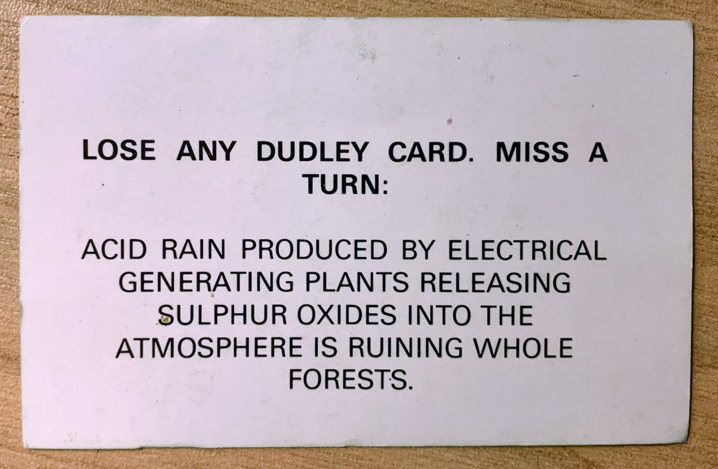 LOSE ANY DUDLEY CARD. MISS A
TURN:
ACID RAIN PRODUCED BY ELECTRICAL
GENERATING PLANTS RELEASING
SULPHUR OXIDES INTO THE
ATMOSPHERE IS RUINING WHOLE
FORESTS.